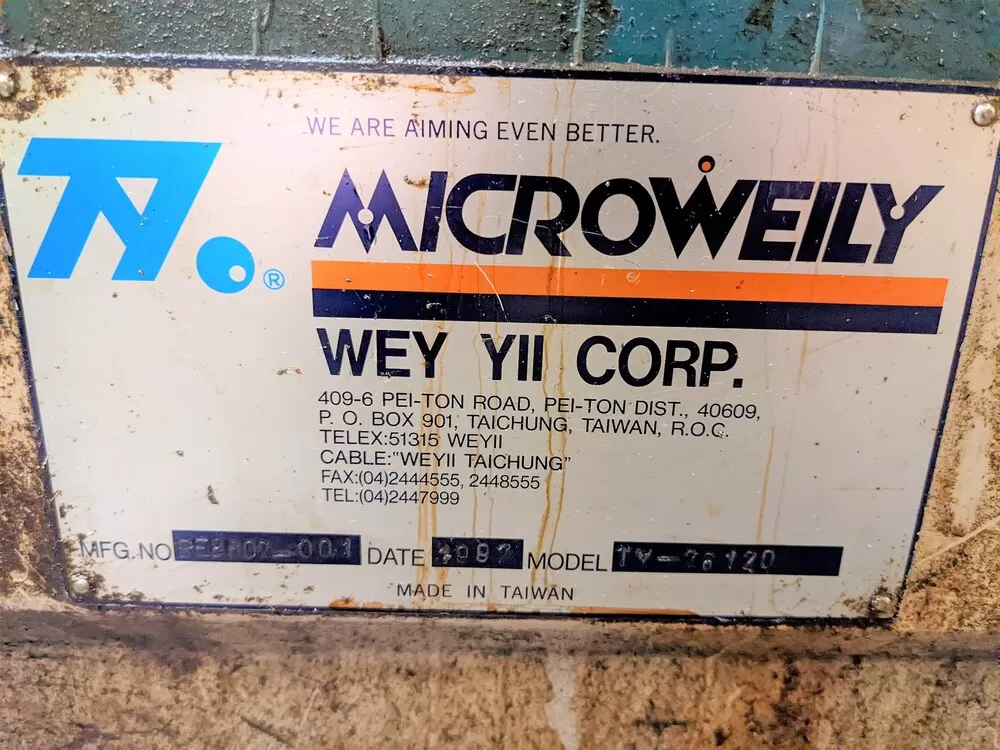 WE ARE AIMING EVEN BETTER.
TY ®
MICROWEILY
WEY YII CORP.
409-6 PEI-TON ROAD, PEI-TON DIST., 40609,
P. O. BOX 901, TAICHUNG, TAIWAN, R.O.C.
TELEX:51315 WEYII
CABLE:"WEYII TAICHUNG"
FAX:(04)2444555, 2448555
TEL:(04)2447999
MFG.NO DATE MODEL
MADE IN TAIWAN